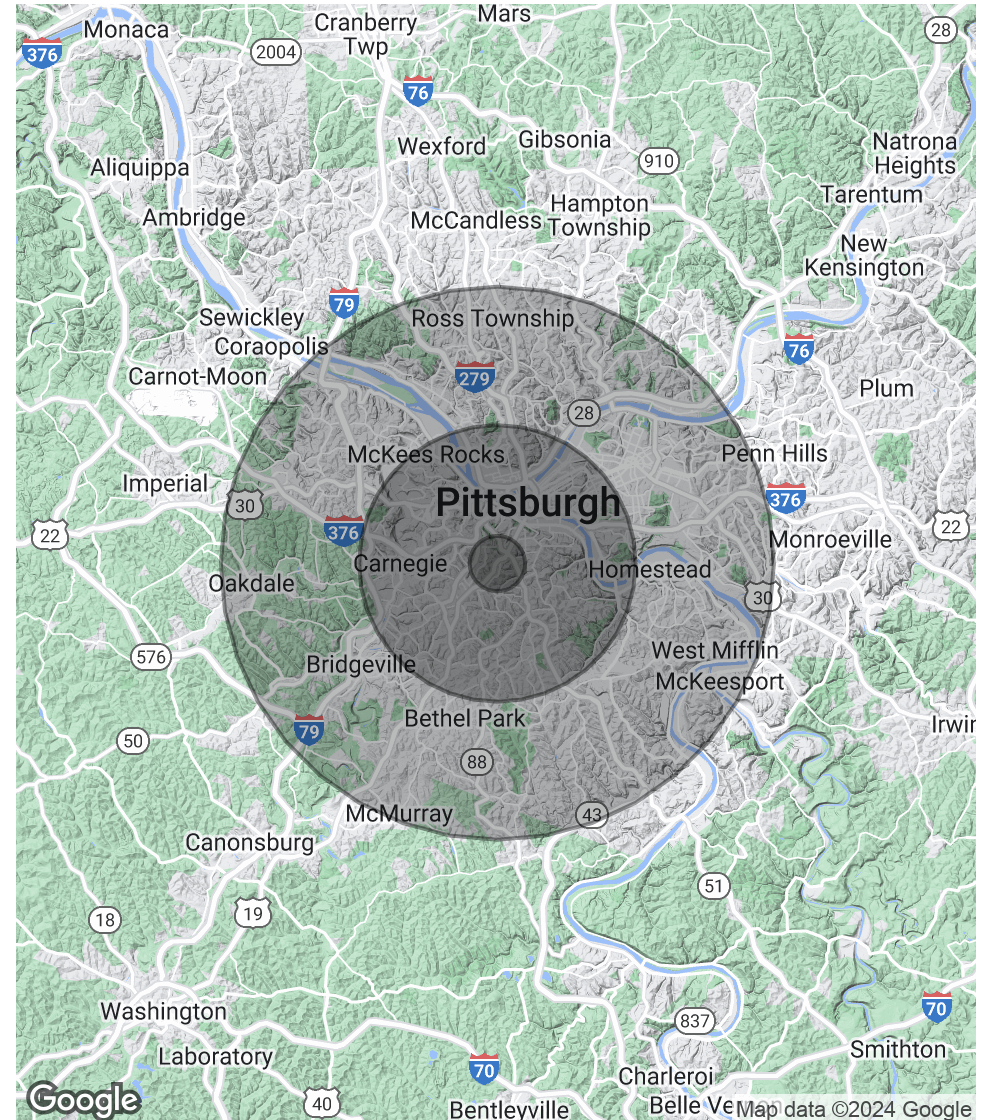 Mars
Cranberry
Twp
Monaca
28
376
2004
76
Gibsonia
Wexford
Natrona
Heights
910
Aliquippa
Tarentum
Hampton
Township
Ambridge
McCandless
New
Kensington
79
Sewickley
Ross Township
Coraopolis
76
Carnot-Moon
279
Plum
28
McKees Rocks
Penn Hills
Imperial
376
Pittsburgh
30
22
376
22
Monroeville
Carnegie
Homestead
Oakdale
30
West Mifflin
576
Bridgeville
McKeesport
Bethel Park
Irwin
79
50
88
McMurray
43
Canonsburg
51
18
19
Washington
70
837
Smithton
Laboratory
70
Charleroi
Google
40
Bentleyville
Belle Ve
Map data ©2024 Google